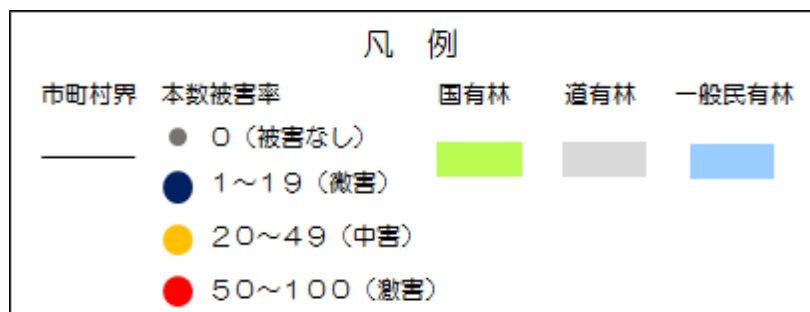 凡 例
市町村界 本数被害率 国有林 道有林 一般民有林
０（被害なし）
１～１９（微害）
２０～４９（中害）
５０～１００（激害）